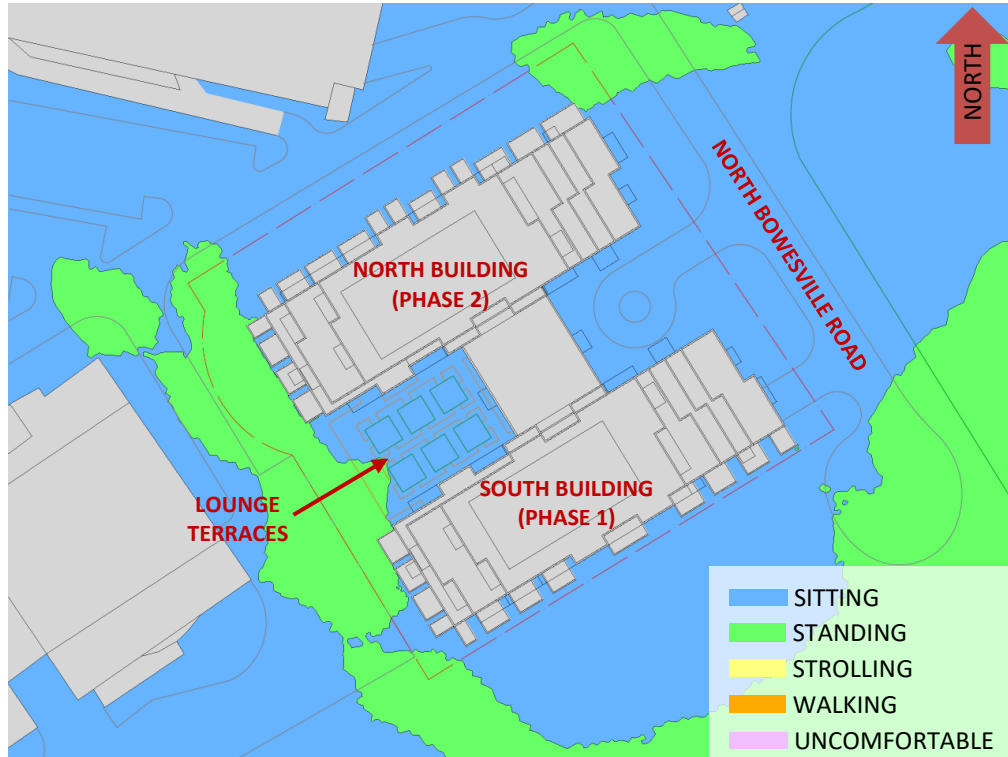 NORTH
NORTH BOWESVILLE ROAD
NORTH BUILDING
(PHASE 2)
LOUNGE
TERRACES
SOUTH BUILDING
(PHASE 1)
SITTING
STANDING
STROLLING
WALKING
UNCOMFORTABLE